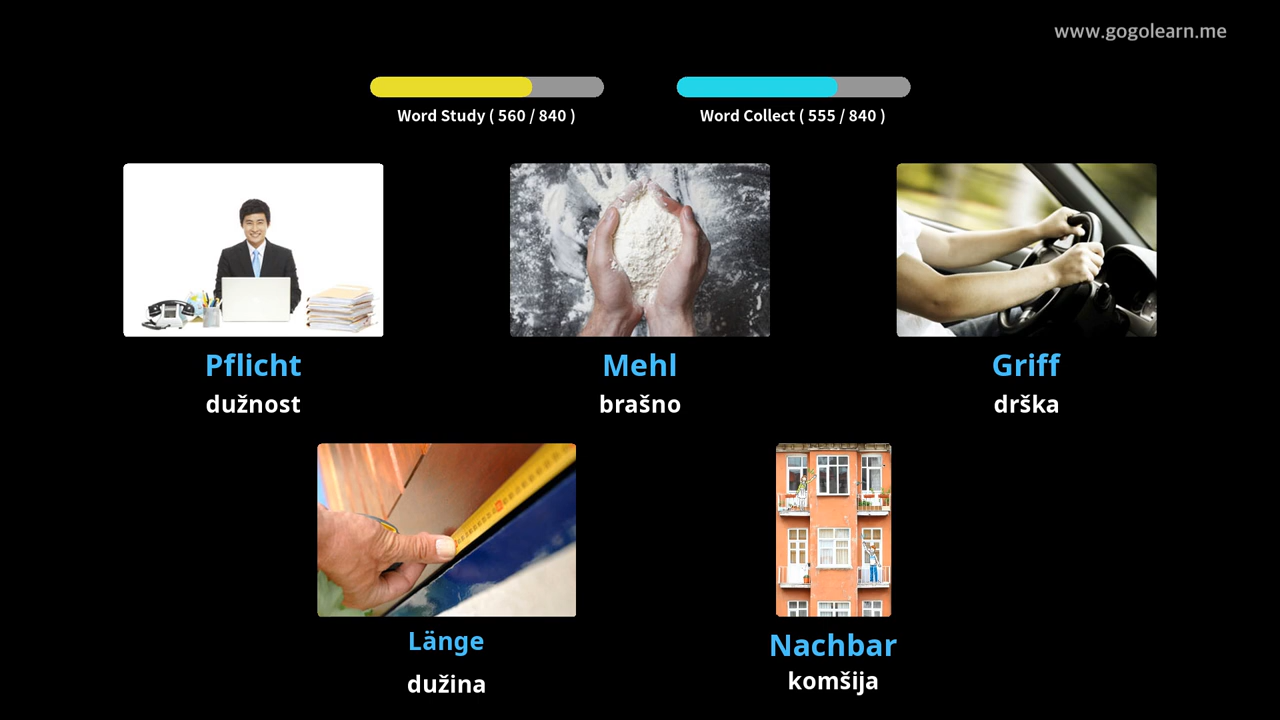 www.gogolearn.me
Word Study ( 560 / 840 )
Word Collect ( 555 / 840 )
Pflicht
dužnost
Mehl
brašno
Griff
drška
Länge
dužina
Nachbar
komšija